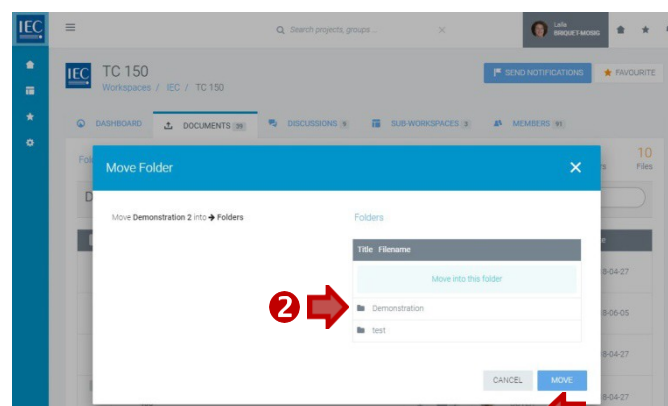 IEC
Search projects, groups ...
Laila
BRIQUET-MOSIG
IEC
TC 150
Workspaces / IEC / TC 150
SEND NOTIFICATIONS
FAVOURITE
DASHBOARD
DOCUMENTS 39
DISCUSSIONS 9
SUB-WORKSPACES 3
MEMBERS 91
10
Files
Move Folder
Move Demonstration 2 into → Folders
Folders
Title Filename
Move into this folder
2
Demonstration
test
8-04-27
8-06-05
8-04-27
8-04-27
CANCEL
MOVE